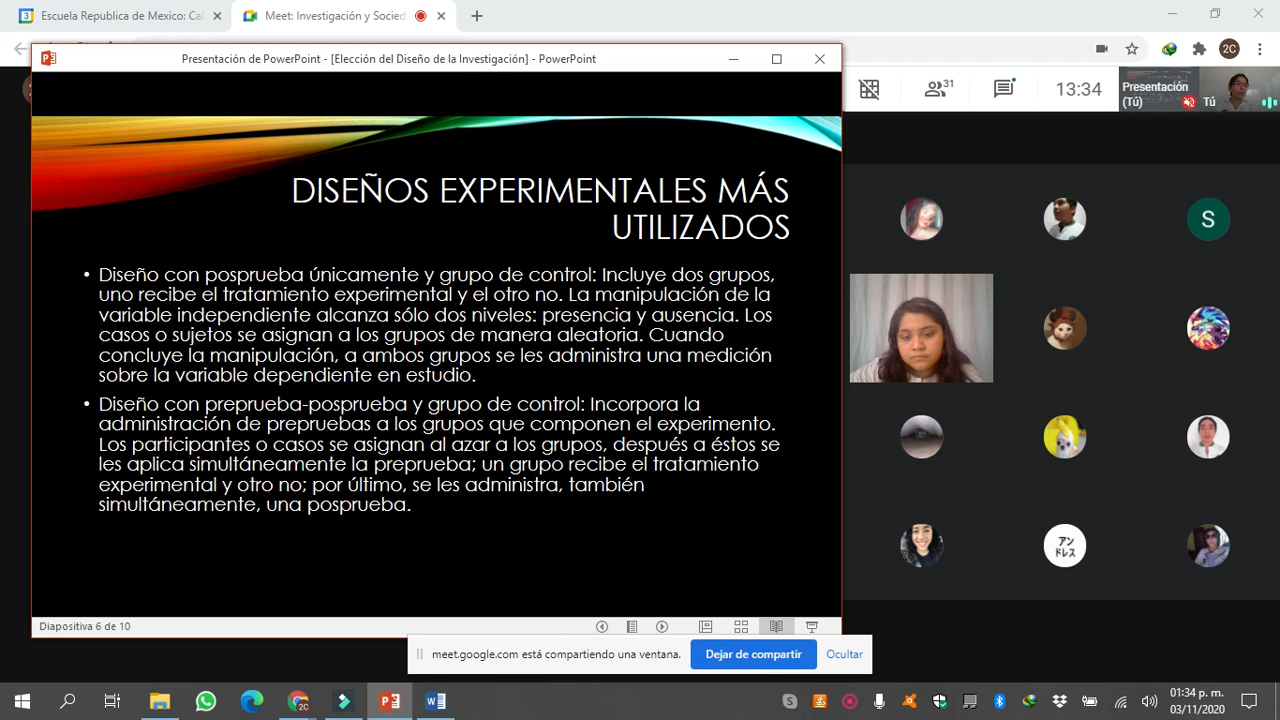 Escuela Republica de Mexico: Cal
Meet: Investigación y Socied
2C
Presentación de PowerPoint - [Elección del Diseño de la Investigación] - PowerPoint
31
13:34
Presentación
(Tú)
Tú
DISEÑOS EXPERIMENTALES MÁS
UTILIZADOS
• Diseño con posprueba únicamente y grupo de control: Incluye dos grupos,
uno recibe el tratamiento experimental y el otro no. La manipulación de la
variable independiente alcanza sólo dos niveles: presencia y ausencia. Los
casos o sujetos se asignan a los grupos de manera aleatoria. Cuando
concluye la manipulación, a ambos grupos se les administra una medición
sobre la variable dependiente en estudio.
• Diseño con preprueba-posprueba y grupo de control: Incorpora la
administración de prepruebas a los grupos que componen el experimento.
Los participantes o casos se asignan al azar a los grupos, después a éstos se
les aplica simultáneamente la preprueba; un grupo recibe el tratamiento
experimental y otro no; por último, se les administra, también
simultáneamente, una posprueba.
S
アン
ドレス
Diapositiva 6 de 10
meet.google.com está compartiendo una ventana.
Dejar de compartir
Ocultar
01:34 p. m.
03/11/2020